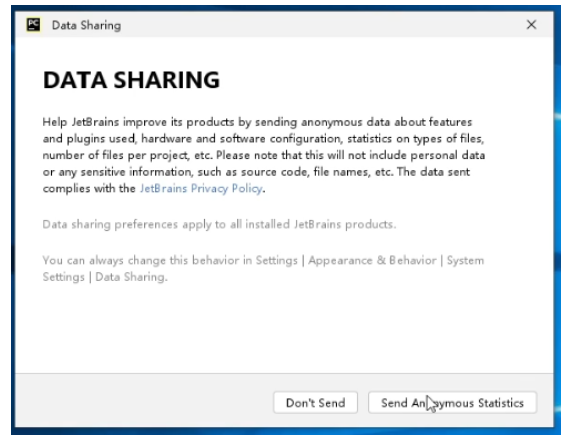 PC Data Sharing
DATA SHARING
Help JetBrains improve its products by sending anonymous data about features
and plugins used, hardware and software configuration, statistics on types of files,
number of files per project, etc. Please note that this will not include personal data
or any sensitive information, such as source code, file names, etc. The data sent
complies with the JetBrains Privacy Policy.
Data sharing preferences apply to all installed JetBrains products.
You can always change this behavior in Settings | Appearance & Behavior | System
Settings | Data Sharing.
Don't Send Send Anonymous Statistics